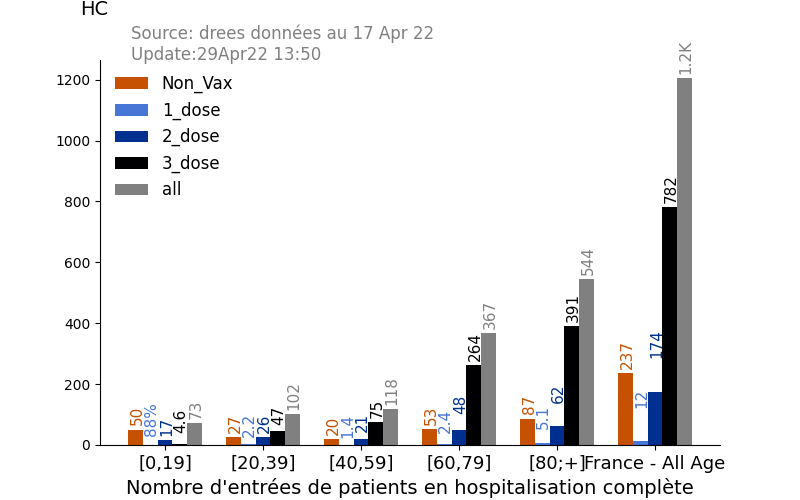 HC
Source: drees données au 17 Apr 22
Update:29Apr22 13:50
Non_Vax
1_dose
2_dose
3_dose
all
1200
1000
800
600
400
200
0
50 88% 17 4.6 73
27 2.2 26 47 102
20 1.4 21 75 118
53 2.4 48 264 367
87 5.1 62 391 544
237 12 174 782 1.2K
[0,19] [20,39] [40,59] [60,79] [80;+] France - All Age
Nombre d'entrées de patients en hospitalisation complète